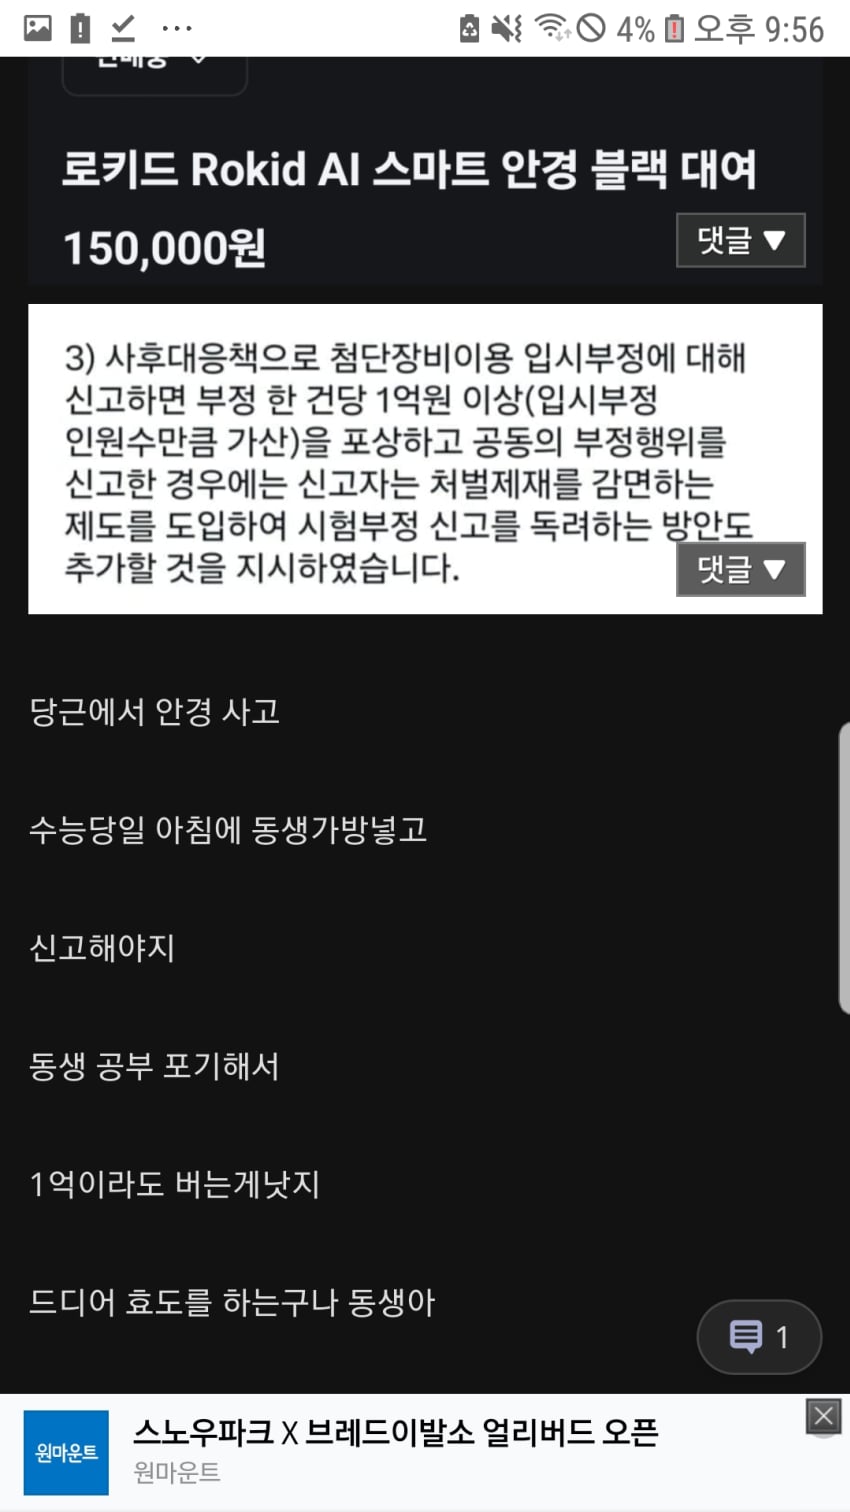 4% 오후 9:56
판매중
로키드 Rokid AI 스마트 안경 블랙 대여
150,000원
댓글 ▼
3) 사후대응책으로 첨단장비이용 입시부정에 대해
신고하면 부정 한 건당 1억원 이상(입시부정
인원수만큼 가산)을 포상하고 공동의 부정행위를
신고한 경우에는 신고자는 처벌제재를 감면하는
제도를 도입하여 시험부정 신고를 독려하는 방안도
추가할 것을 지시하였습니다.
댓글 ▼
당근에서 안경 사고
수능당일 아침에 동생가방넣고
신고해야지
동생 공부 포기해서
1억이라도 버는게낫지
드디어 효도를 하는구나 동생아
1
원마운트
스노우파크 X 브레드이발소 얼리버드 오픈
원마운트